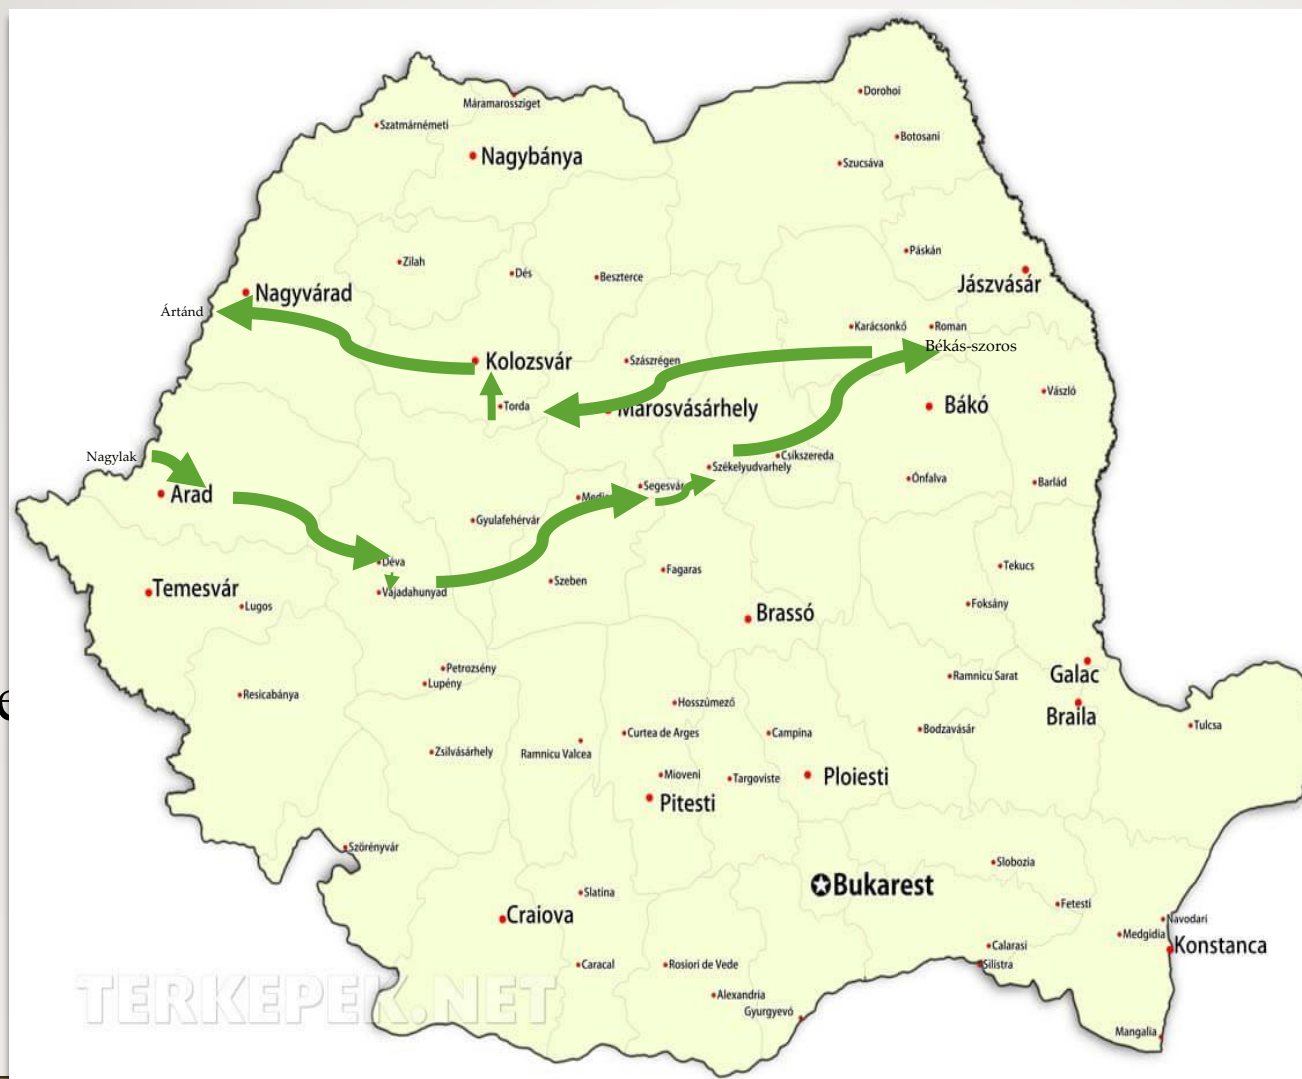 Dorohoi
Máramarossziget
Szatmárnémeti
Botosani
Nagybánya
Szucsáva
Páskán
Zilah
Dés
Beszterce
Jászvásár
Nagyvárad
Ártánd
Karácsonkő
Roman
Békás-szoros
Kolozsvár
Szászrégen
Vászló
Torda
Marosvásárhely
Bákó
Nagylak
Csíkszereda
Székelyudvarhely
Ónfalva
Barlád
Segesvár
Arad
Gyulafehérvár
Déva
Fagaras
Tekucs
Szeben
Temesvár
Vajadahunyad
Lugos
Foksány
Brassó
Petrozsény
Lupény
Galac
Ramnicu Sarat
Resicabánya
Hosszúmező
e
Braila
Tulcsa
Curtea de Arges
Campina
Bodzavásár
Zsilvásárhely
Ramnicu Valcea
Mioveni
Targoviste
Ploiesti
Pitesti
Szörényvár
Slobozia
Bukarest
Slatina
Fetesti
Craiova
Navodari
Medgidia
Konstanca
Calarasi
Caracal
Rosiori de Vede
Silistra
TERKEPEK.NET
Alexandria
Gyurgyevó
Mangalia